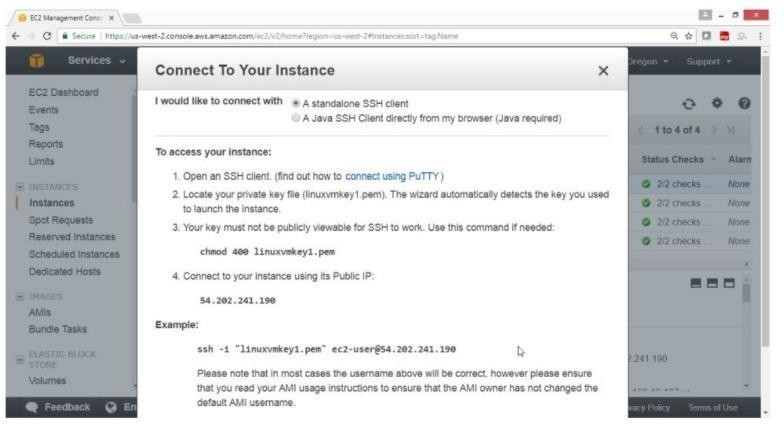 EC2 Management Conso
Secure | https://us-west-2.console.aws.amazon.com/ec2/v2/home?region=us-west-2#Instances:sort=tag:Name
Services
Oregon Support
Connect To Your Instance
I would like to connect with
A standalone SSH client
A Java SSH Client directly from my browser (Java required)
To access your instance:
1. Open an SSH client. (find out how to connect using PuTTY)
2. Locate your private key file (linuxvmkey1.pem). The wizard automatically detects the key you used
to launch the instance.
3. Your key must not be publicly viewable for SSH to work. Use this command if needed:
chmod 400 linuxvmkey1.pem
4. Connect to your instance using its Public IP:
54.202.241.190
Example:
ssh -i "linuxvmkey1.pem" ec2-user@54.202.241.190
Please note that in most cases the username above will be correct, however please ensure
that you read your AMI usage instructions to ensure that the AMI owner has not changed the
default AMI username.
EC2 Dashboard
Events
Tags
Reports
Limits
INSTANCES
Instances
Spot Requests
Reserved Instances
Scheduled Instances
Dedicated Hosts
IMAGES
AMIs
Bundle Tasks
ELASTIC BLOCK
STORE
Volumes
1 to 4 of 4
Status Checks Alarm
2/2 checks ... None
2/2 checks ... None
2/2 checks ... None
2/2 checks ... None
2.241.190
Feedback En
vacy Policy Terms of Use